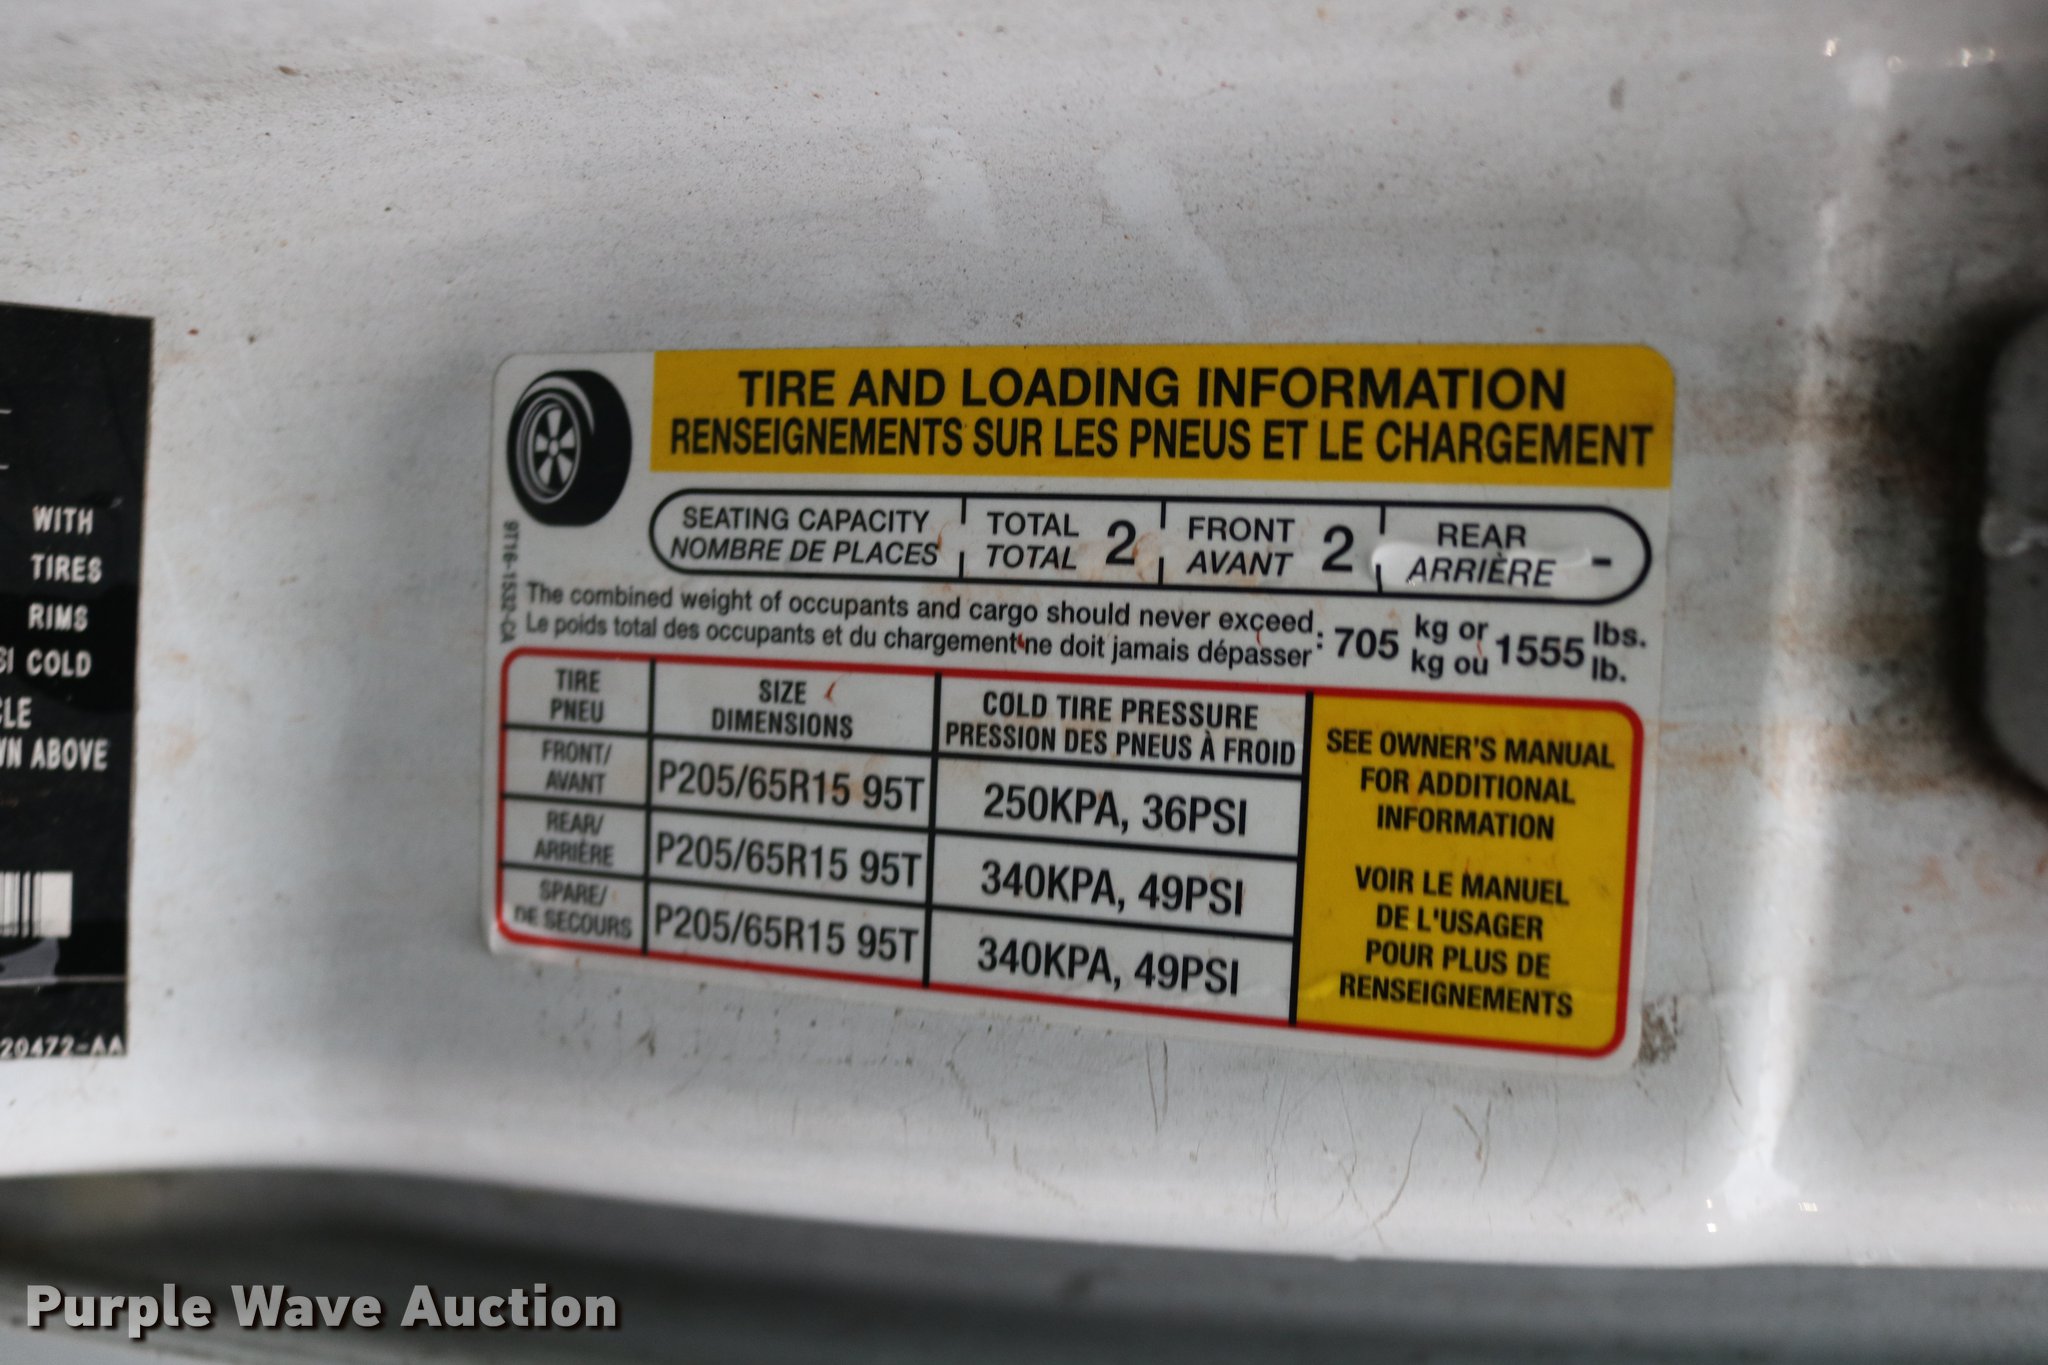 WITH
TIRES
RIMS
COLD
ABOVE
20472-AA
TIRE AND LOADING INFORMATION
RENSEIGNEMENTS SUR LES PNEUS ET LE CHARGEMENT
SEATING CAPACITY TOTAL 2 FRONT 2 REAR -
NOMBRE DE PLACES TOTAL AVANT ARRIÈRE
9T16-1532-CA
The combined weight of occupants and cargo should never exceed : 705 kg or 1555 lbs.
Le poids total des occupants et du chargement ne doit jamais dépasser kg ou lb.
TIRE SIZE COLD TIRE PRESSURE
PNEU DIMENSIONS PRESSION DES PNEUS À FROID
FRONT/
AVANT P205/65R15 95T 250KPA, 36PSI
REAR/
ARRIÈRE P205/65R15 95T 340KPA, 49PSI
SPARE/
DE SECOURS P205/65R15 95T 340KPA, 49PSI
SEE OWNER'S MANUAL
FOR ADDITIONAL
INFORMATION
VOIR LE MANUEL
DE L'USAGER
POUR PLUS DE
RENSEIGNEMENTS
Purple Wave Auction